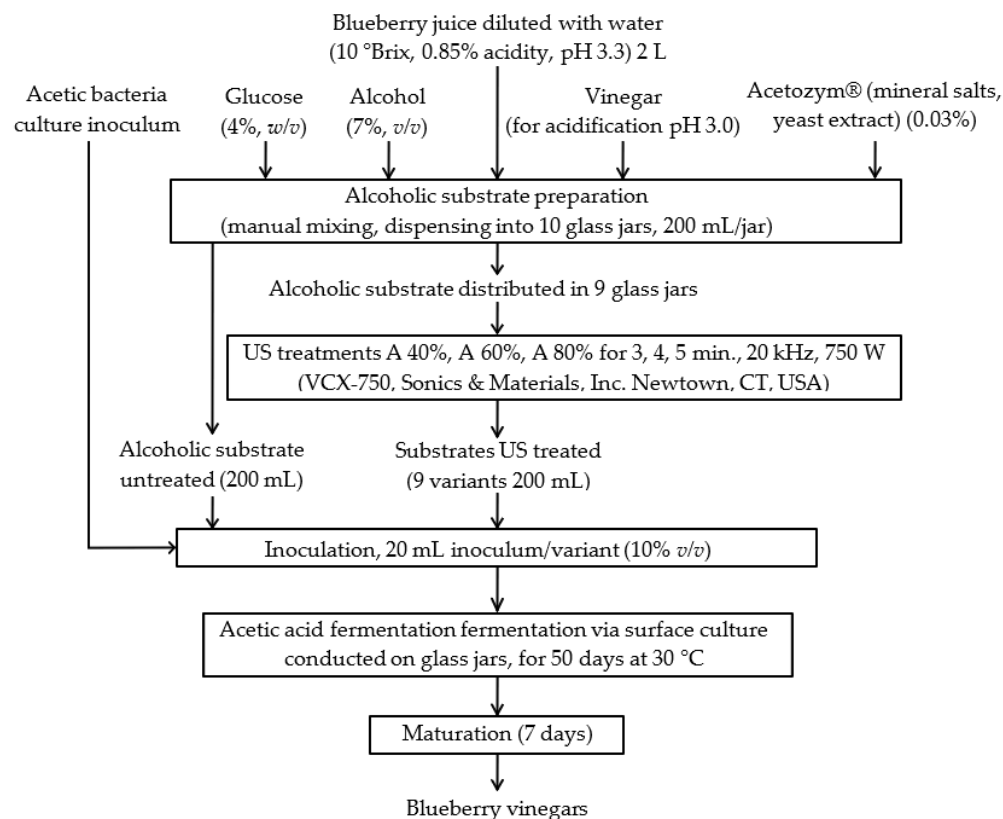 Blueberry juice diluted with water
(10 °Brix, 0.85% acidity, pH 3.3) 2 L
Acetic bacteria
culture inoculum
Glucose
(4%, w/v)
Alcohol
(7%, v/v)
Vinegar
(for acidification pH 3.0)
Acetozym® (mineral salts,
yeast extract) (0.03%)
Alcoholic substrate preparation
(manual mixing, dispensing into 10 glass jars, 200 mL/jar)
Alcoholic substrate distributed in 9 glass jars
US treatments A 40%, A 60%, A 80% for 3, 4, 5 min., 20 kHz, 750 W
(VCX-750, Sonics & Materials, Inc. Newtown, CT, USA)
Alcoholic substrate
untreated (200 mL)
Substrates US treated
(9 variants 200 mL)
Inoculation, 20 mL inoculum/variant (10% v/v)
Acetic acid fermentation fermentation via surface culture
conducted on glass jars, for 50 days at 30 °C
Maturation (7 days)
Blueberry vinegars